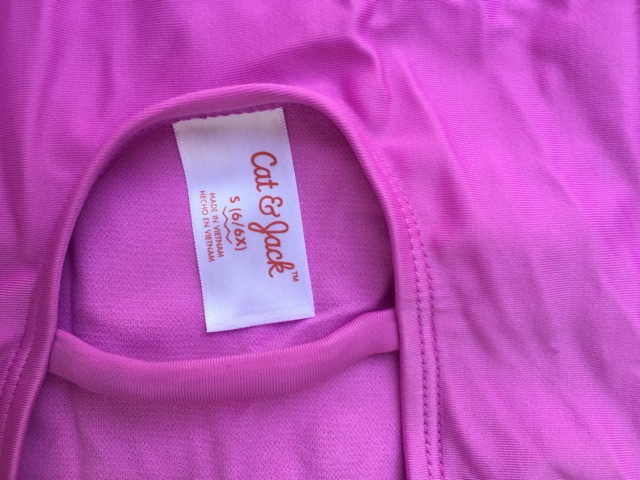 Cat & Jack™
S (6/6X)
MADE IN VIETNAM
HECHO EN VIETNAM